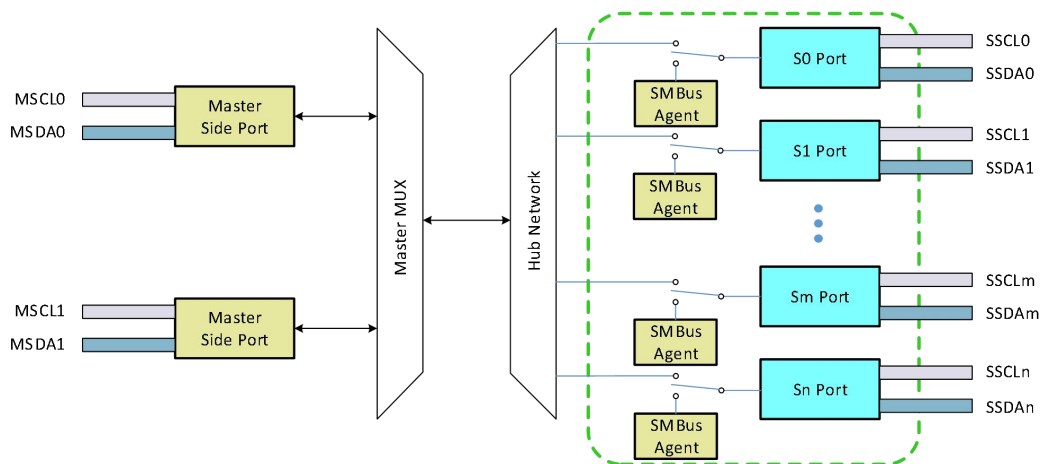 MSCL0
MSDA0
Master
Side Port
MSCL1
MSDA1
Master
Side Port
Master MUX
Hub Network
SMBus
Agent
S0 Port
SSCL0
SSDA0
SMBus
Agent
S1 Port
SSCL1
SSDA1
SMBus
Agent
Sm Port
SSCLm
SSDAm
SMBus
Agent
Sn Port
SSCLn
SSDAn